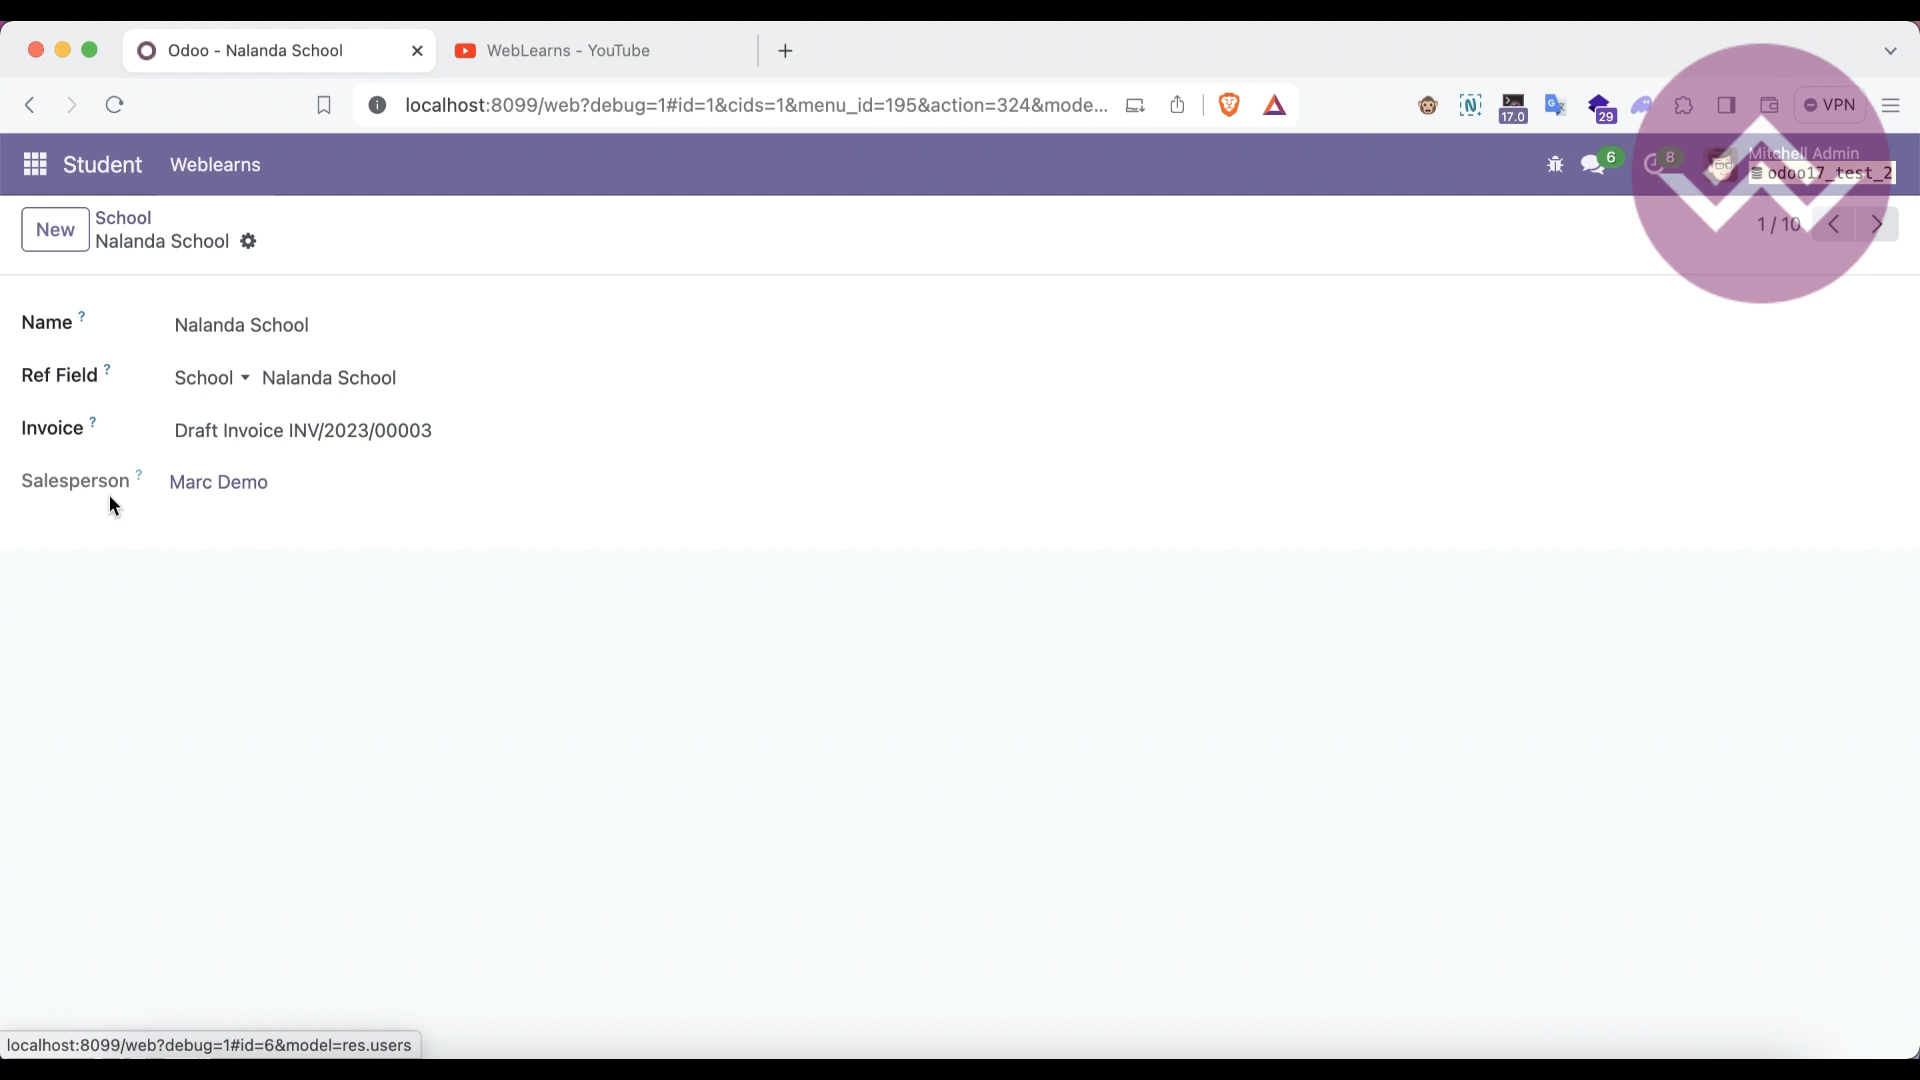 Odoo - Nalanda School
WebLearns - YouTube
localhost:8099/web?debug=1#id=1&cids=1&menu_id=195&action=324&mode...
17.0
29
VPN
Student
Weblearns
6
8
Mitchell Admin
odoo17_test_2
New
School
Nalanda School
1 / 10
Name ?
Nalanda School
Ref Field ?
School
Nalanda School
Invoice ?
Draft Invoice INV/2023/00003
Salesperson ?
Marc Demo
localhost:8099/web?debug=1#id=6&model=res.users